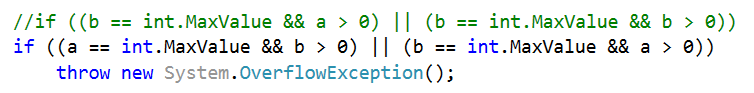 //if ((b == int.MaxValue && a > 0) || (b == int.MaxValue && b > 0))
if ((a == int.MaxValue && b > 0) || (b == int.MaxValue && a > 0))
    throw new System.OverflowException();